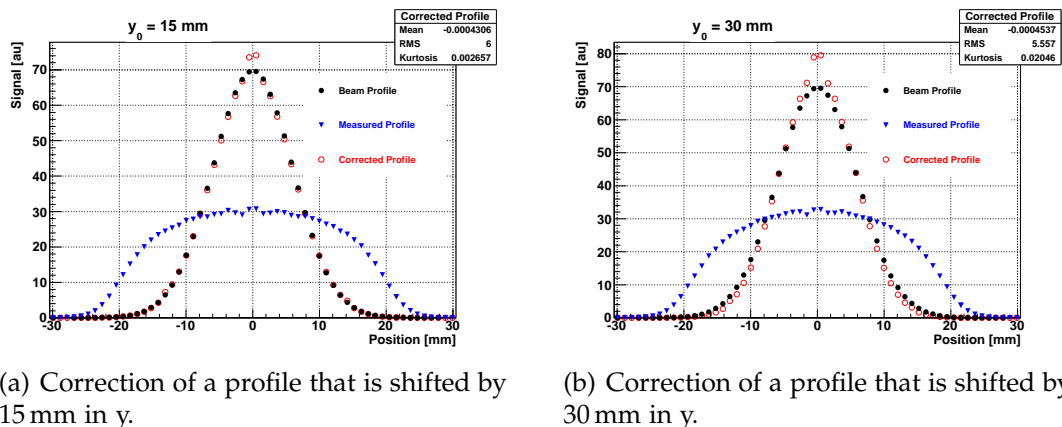 y0 = 15 mm
Corrected Profile
Mean -0.0004306
RMS 6
Kurtosis 0.002657
Signal [au]
70
60
50
40
30
20
10
0
Beam Profile
Measured Profile
Corrected Profile
-30 -20 -10 0 10 20 30
Position [mm]
(a) Correction of a profile that is shifted by
15 mm in y.
y0 = 30 mm
Corrected Profile
Mean -0.0004537
RMS 5.557
Kurtosis 0.02046
Signal [au]
80
70
60
50
40
30
20
10
0
Beam Profile
Measured Profile
Corrected Profile
-30 -20 -10 0 10 20 30
Position [mm]
(b) Correction of a profile that is shifted by
30 mm in y.